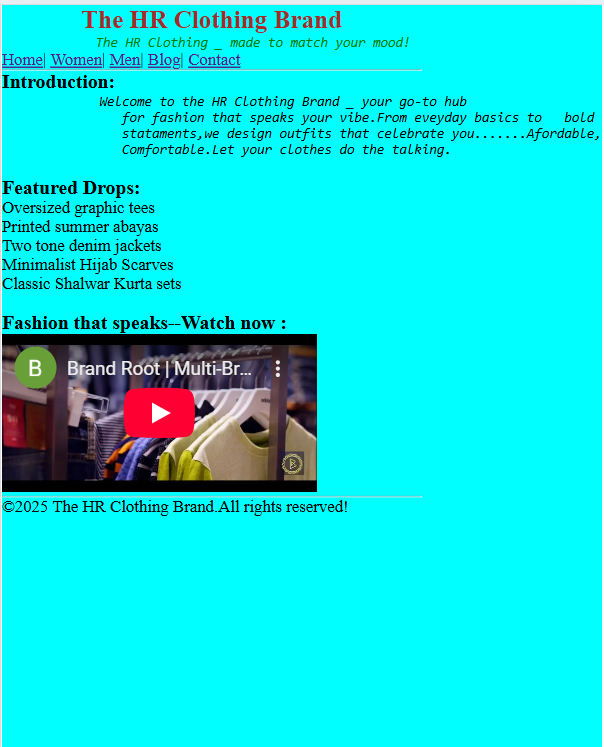 The HR Clothing Brand
The HR Clothing _ made to match your mood!
Home| Women| Men| Blog| Contact
Introduction:
Welcome to the HR Clothing Brand _ your go-to hub
for fashion that speaks your vibe.From eveyday basics to   bold
stataments,we design outfits that celebrate you.......Afordable,
Comfortable.Let your clothes do the talking.
Featured Drops:
Oversized graphic tees
Printed summer abayas
Two tone denim jackets
Minimalist Hijab Scarves
Classic Shalwar Kurta sets
Fashion that speaks--Watch now :
B Brand Root | Multi-Br...
©2025 The HR Clothing Brand.All rights reserved!